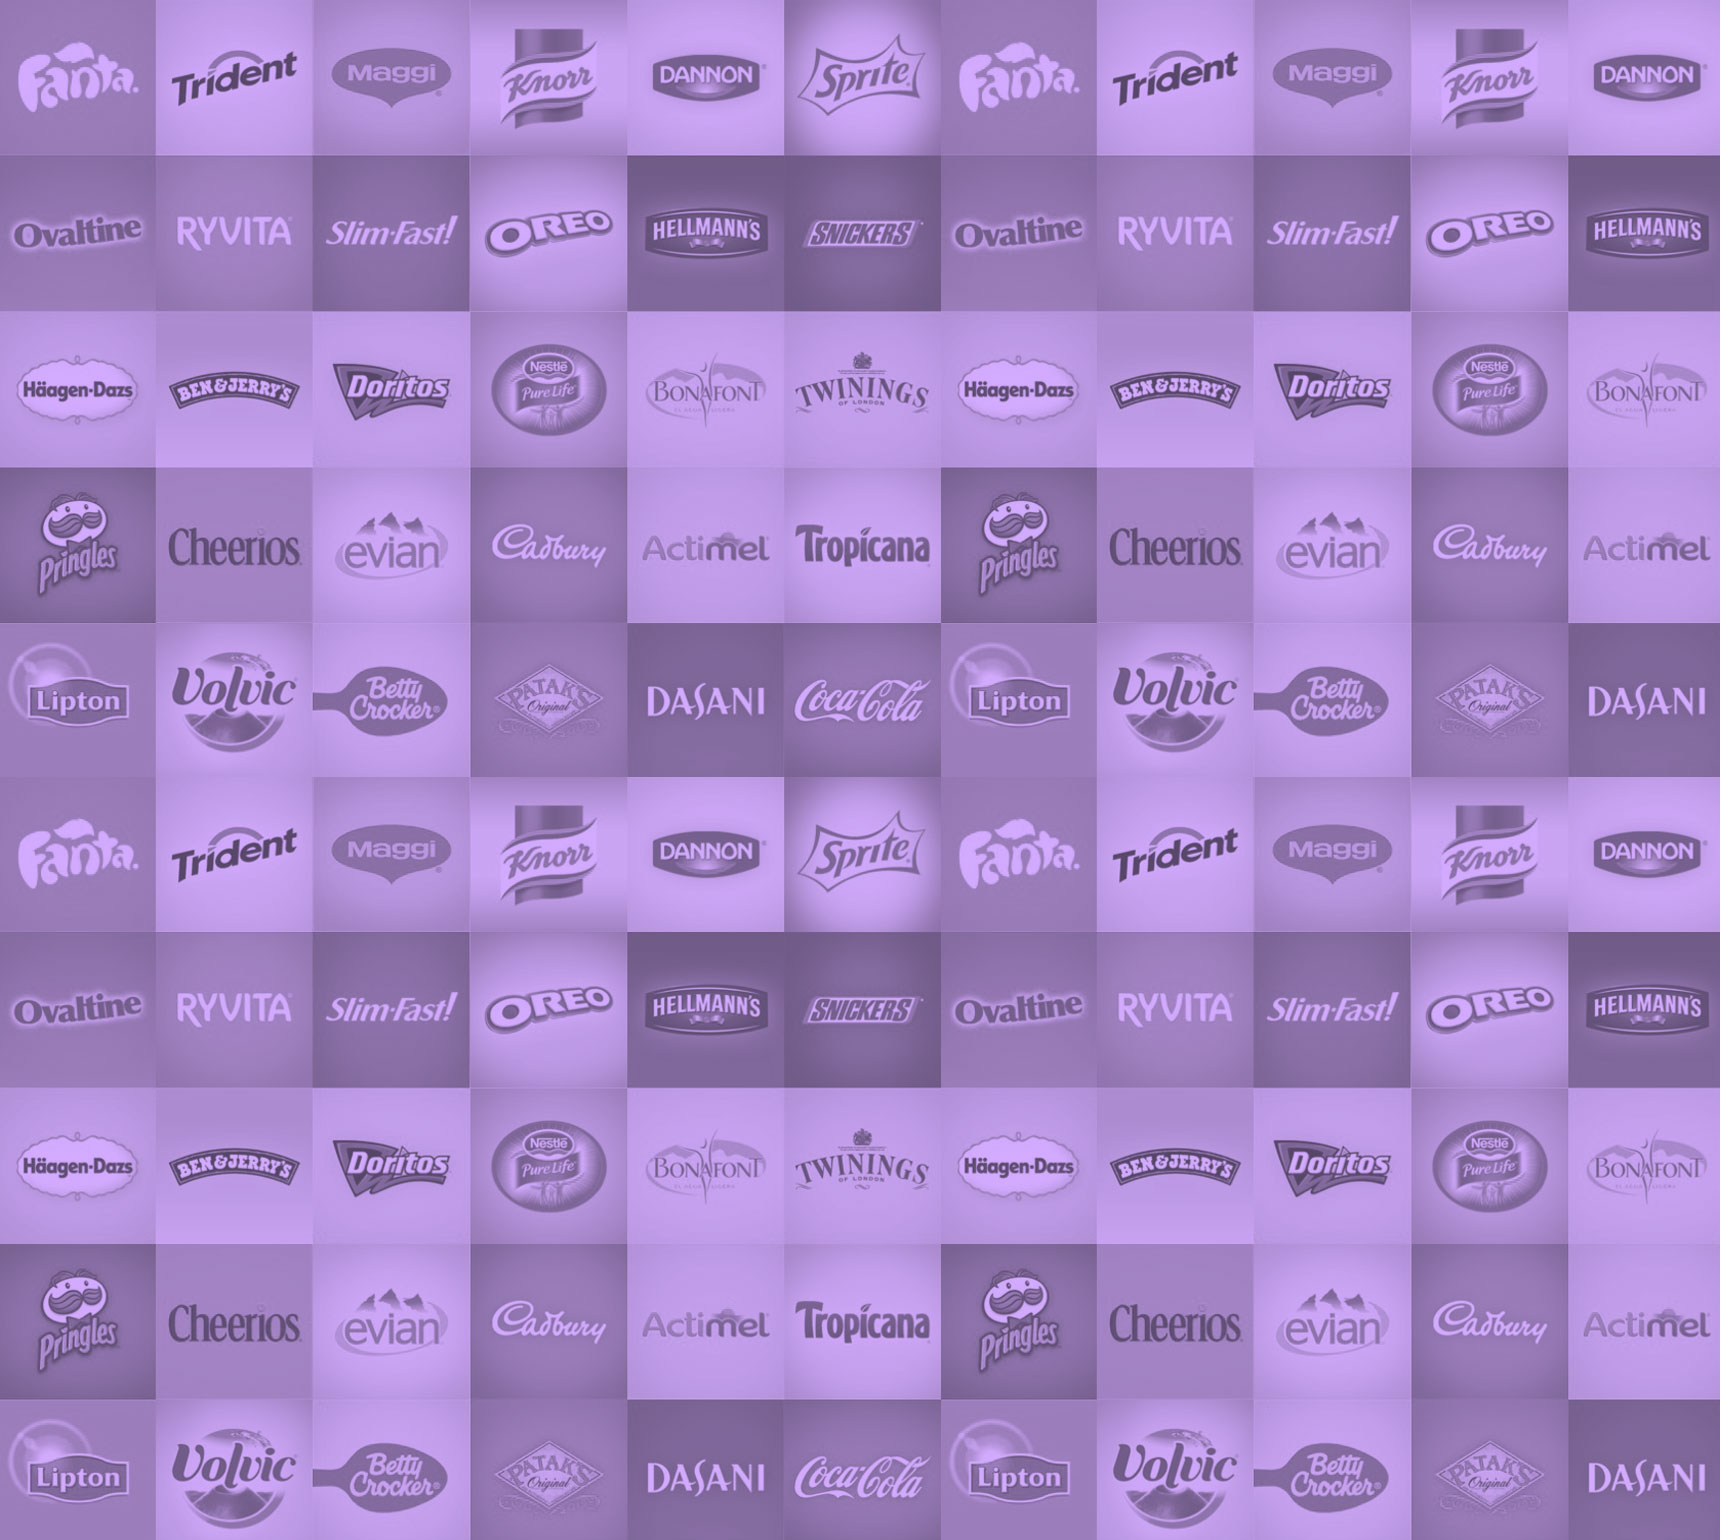 Fanta. Trident Maggi Knorr DANNON Sprite Fanta. Trident Maggi Knorr DANNON
Ovaltine RYVITA Slim·Fast! OREO HELLMANN'S SNICKERS Ovaltine RYVITA Slim·Fast! OREO HELLMANN'S
Häagen-Dazs BEN & JERRY'S Doritos Nestlé Pure Life BONAFONT TWININGS OF LONDON Häagen-Dazs BEN & JERRY'S Doritos Nestlé Pure Life BONAFONT
Pringles Cheerios evian Cadbury Actimel Tropicana Pringles Cheerios evian Cadbury Actimel
Lipton Volvic Betty Crocker PATAK'S Original DASANI Coca-Cola Lipton Volvic Betty Crocker PATAK'S Original DASANI
Fanta. Trident Maggi Knorr DANNON Sprite Fanta. Trident Maggi Knorr DANNON
Ovaltine RYVITA Slim·Fast! OREO HELLMANN'S SNICKERS Ovaltine RYVITA Slim·Fast! OREO HELLMANN'S
Häagen-Dazs BEN & JERRY'S Doritos Nestlé Pure Life BONAFONT TWININGS OF LONDON Häagen-Dazs BEN & JERRY'S Doritos Nestlé Pure Life BONAFONT
Pringles Cheerios evian Cadbury Actimel Tropicana Pringles Cheerios evian Cadbury Actimel
Lipton Volvic Betty Crocker PATAK'S Original DASANI Coca-Cola Lipton Volvic Betty Crocker PATAK'S Original DASANI